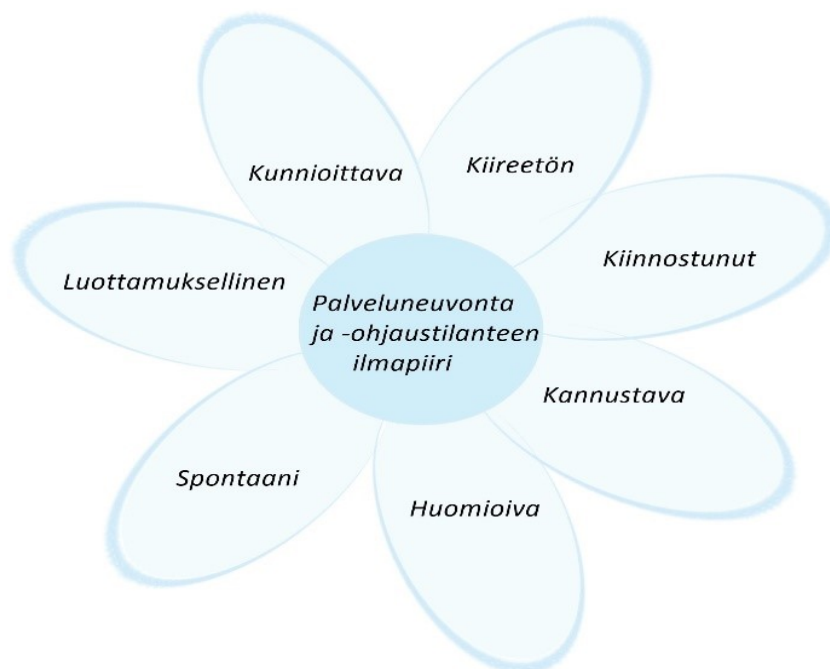 Kunnioittava
Kiireetön
Kiinnostunut
Luottamuksellinen
Palveluneuvonta
ja -ohjaustilanteen
ilmapiiri
Kannustava
Spontaani
Huomioiva